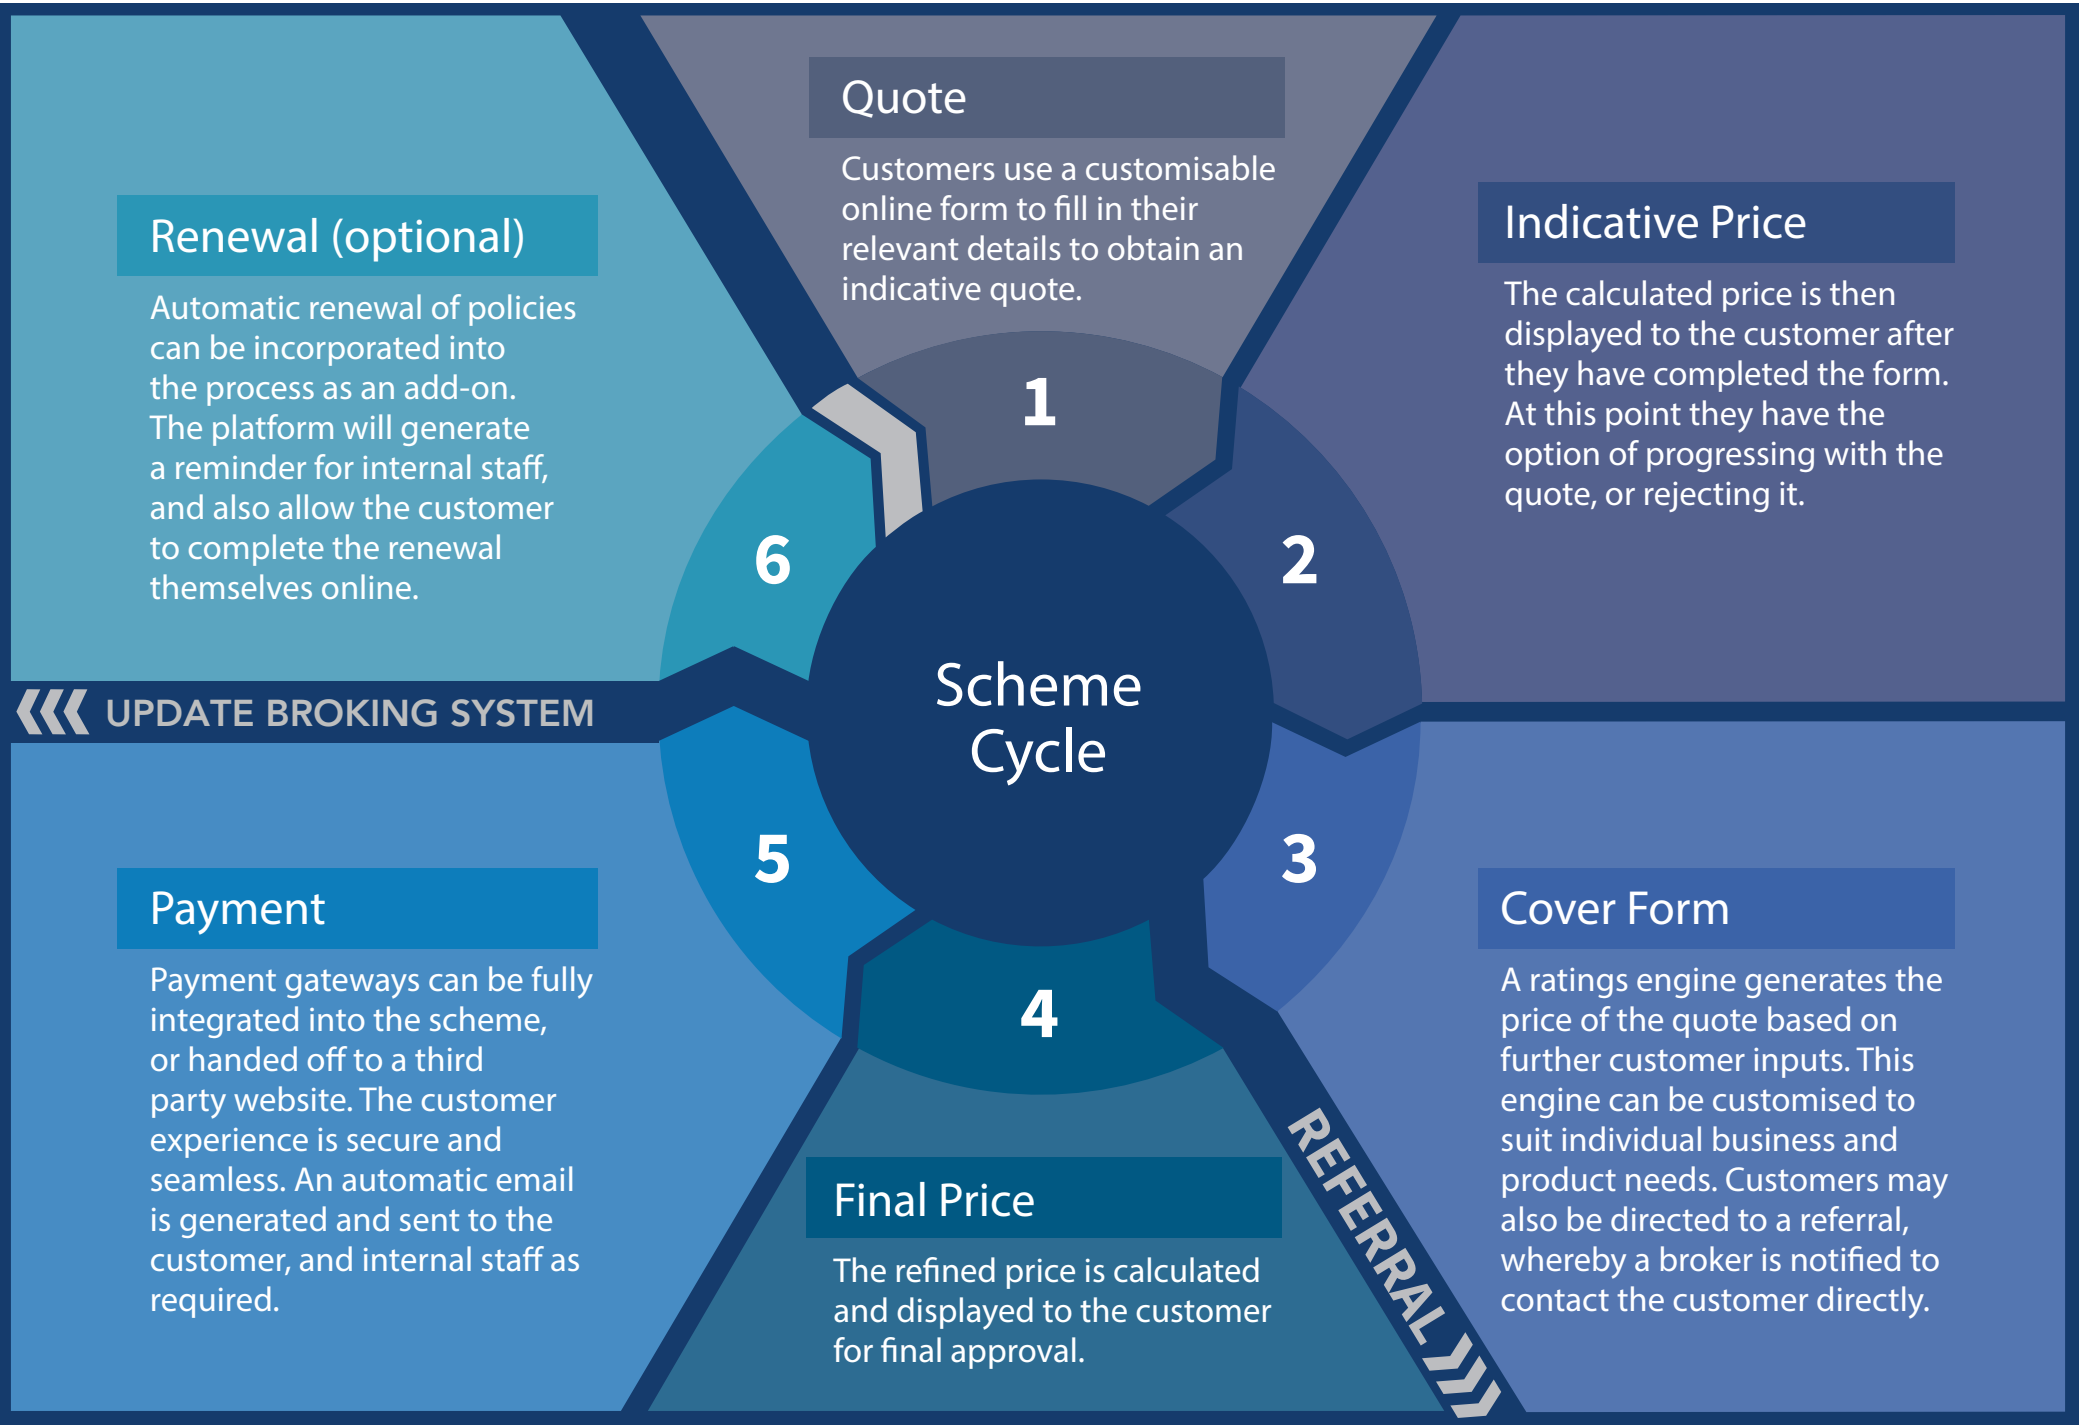 Quote
Customers use a customisable
online form to fill in their
relevant details to obtain an
indicative quote.
1
Indicative Price
The calculated price is then
displayed to the customer after
they have completed the form.
At this point they have the
option of progressing with the
quote, or rejecting it.
2
Cover Form
A ratings engine generates the
price of the quote based on
further customer inputs. This
engine can be customised to
suit individual business and
product needs. Customers may
also be directed to a referral,
whereby a broker is notified to
contact the customer directly.
3
REFERRAL
Final Price
The refined price is calculated
and displayed to the customer
for final approval.
4
Payment
Payment gateways can be fully
integrated into the scheme,
or handed off to a third
party website. The customer
experience is secure and
seamless. An automatic email
is generated and sent to the
customer, and internal staff as
required.
5
UPDATE BROKING SYSTEM
Renewal (optional)
Automatic renewal of policies
can be incorporated into
the process as an add-on.
The platform will generate
a reminder for internal staff,
and also allow the customer
to complete the renewal
themselves online.
6
Scheme
Cycle